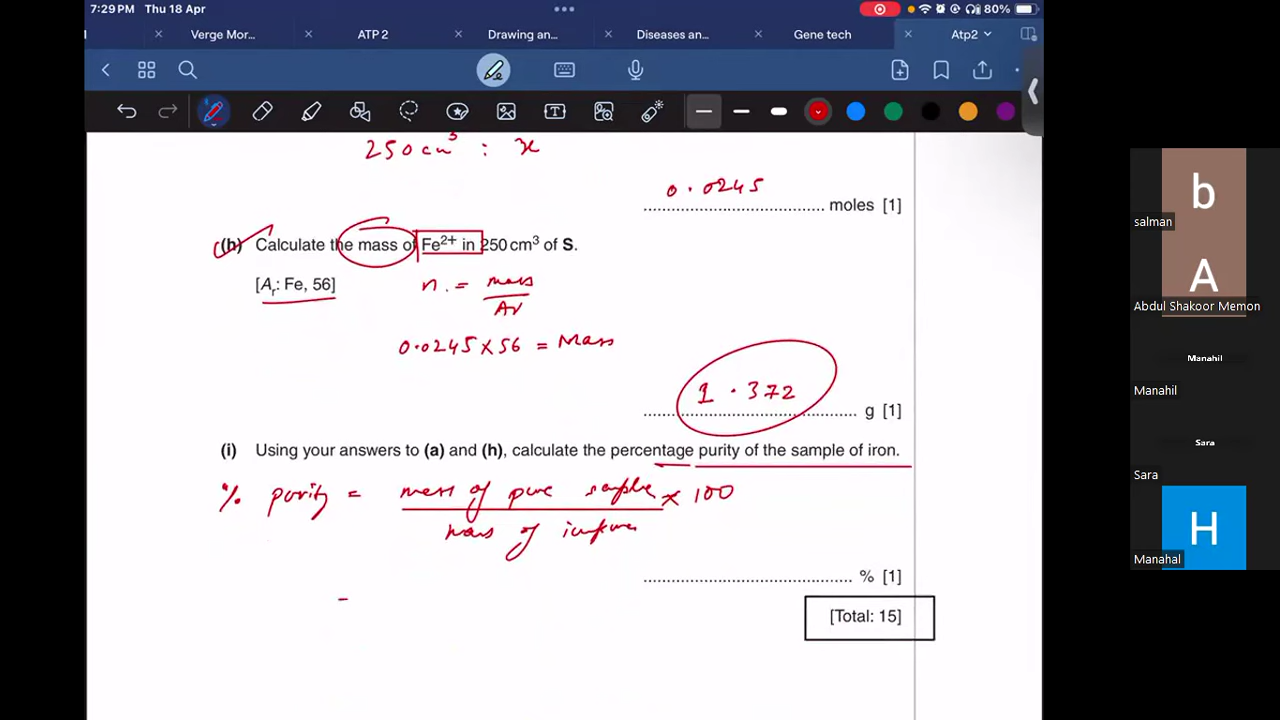 7:29 PM Thu 18 Apr
80%
Verge Mor...
ATP 2
Drawing an...
Diseases an...
Gene tech
Atp2
250 cm³ : x
0.0245
moles [1]
(h) Calculate the mass of Fe²⁺ in 250 cm³ of S.
[Aᵣ: Fe, 56]
n = mass
Ar
0.0245 × 56 = Mass
1.372
g [1]
(i) Using your answers to (a) and (h), calculate the percentage purity of the sample of iron.
% purity = mass of pure sample × 100
mass of
% [1]
[Total: 15]
=
b
salman
A
Abdul Shakoor Memon
Manahil
Manahil
Sara
Sara
H
Manahal